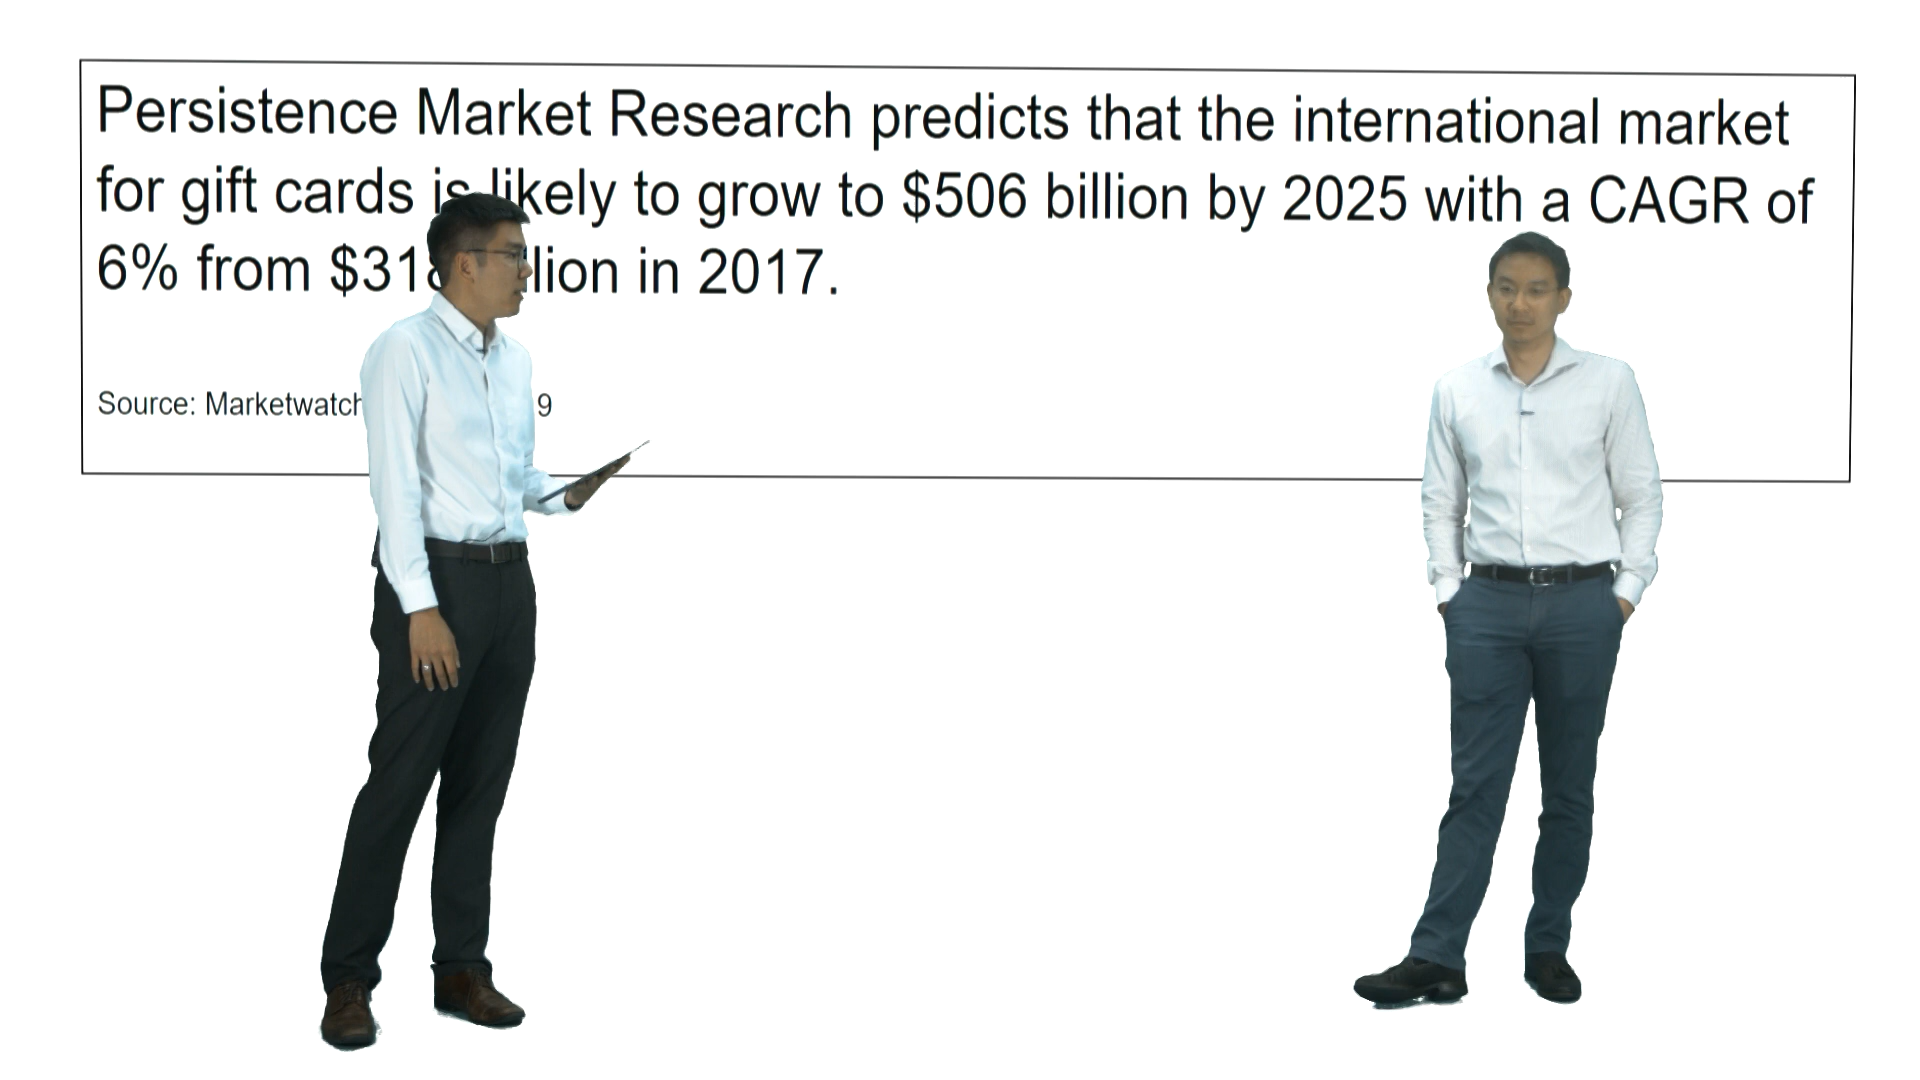 Persistence Market Research predicts that the international market
for gift cards is likely to grow to $506 billion by 2025 with a CAGR of
6% from in 2017.
Source: Marketwatch